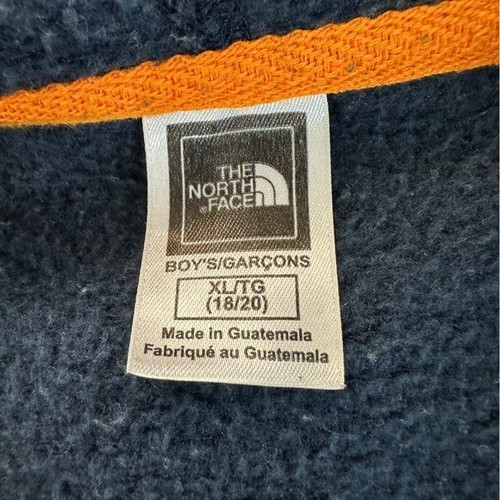 THE
NORTH
FACE
BOY'S/GARÇONS
XL/TG
(18/20)
Made in Guatemala
Fabriqué au Guatemala